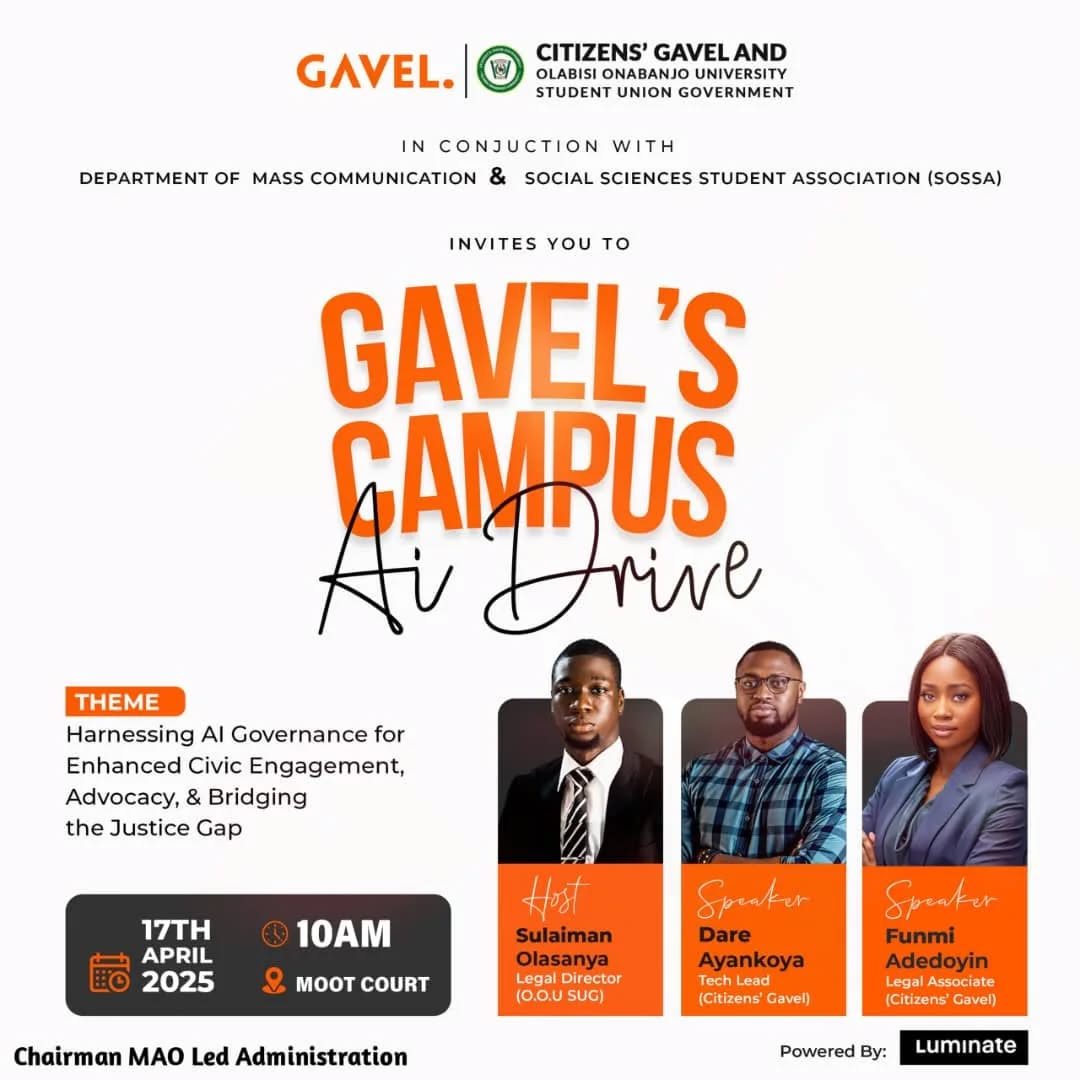 GAVEL.
CITIZENS' GAVEL AND
OLABISI ONABANJO UNIVERSITY
STUDENT UNION GOVERNMENT
IN CONJUCTION WITH
DEPARTMENT OF MASS COMMUNICATION & SOCIAL SCIENCES STUDENT ASSOCIATION (SOSSA)
INVITES YOU TO
GAVEL'S
CAMPUS
Ai Drive
THEME
Harnessing AI Governance for
Enhanced Civic Engagement,
Advocacy, & Bridging
the Justice Gap
17TH
APRIL
2025
10AM
MOOT COURT
Host
Sulaiman
Olasanya
Legal Director
(O.O.U SUG)
Speaker
Dare
Ayankoya
Tech Lead
(Citizens' Gavel)
Speaker
Funmi
Adedoyin
Legal Associate
(Citizens' Gavel)
Chairman MAO Led Administration
Powered By: Luminate